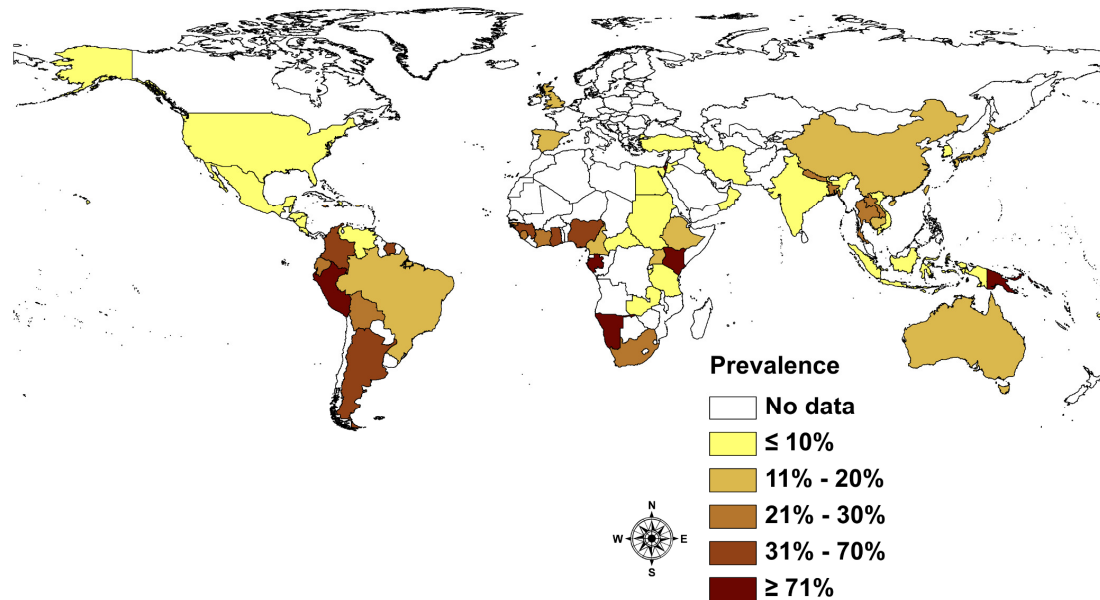 Prevalence
No data
≤ 10%
11% - 20%
21% - 30%
31% - 70%
≥ 71%
N
W E
S